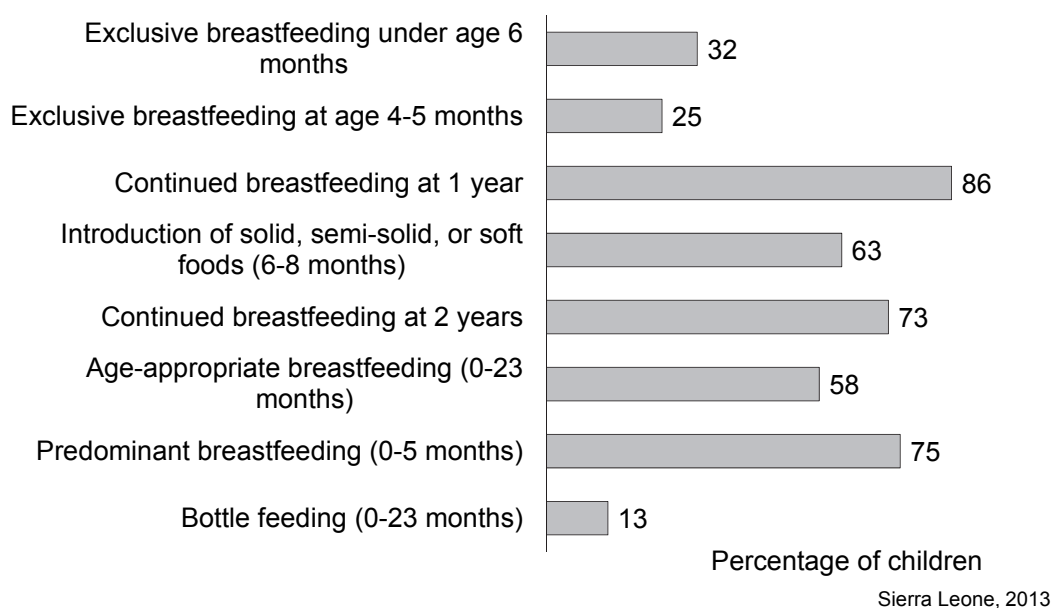 Exclusive breastfeeding under age 6
months
32
Exclusive breastfeeding at age 4-5 months
25
Continued breastfeeding at 1 year
86
Introduction of solid, semi-solid, or soft
foods (6-8 months)
63
Continued breastfeeding at 2 years
73
Age-appropriate breastfeeding (0-23
months)
58
Predominant breastfeeding (0-5 months)
75
Bottle feeding (0-23 months)
13
Percentage of children
Sierra Leone, 2013